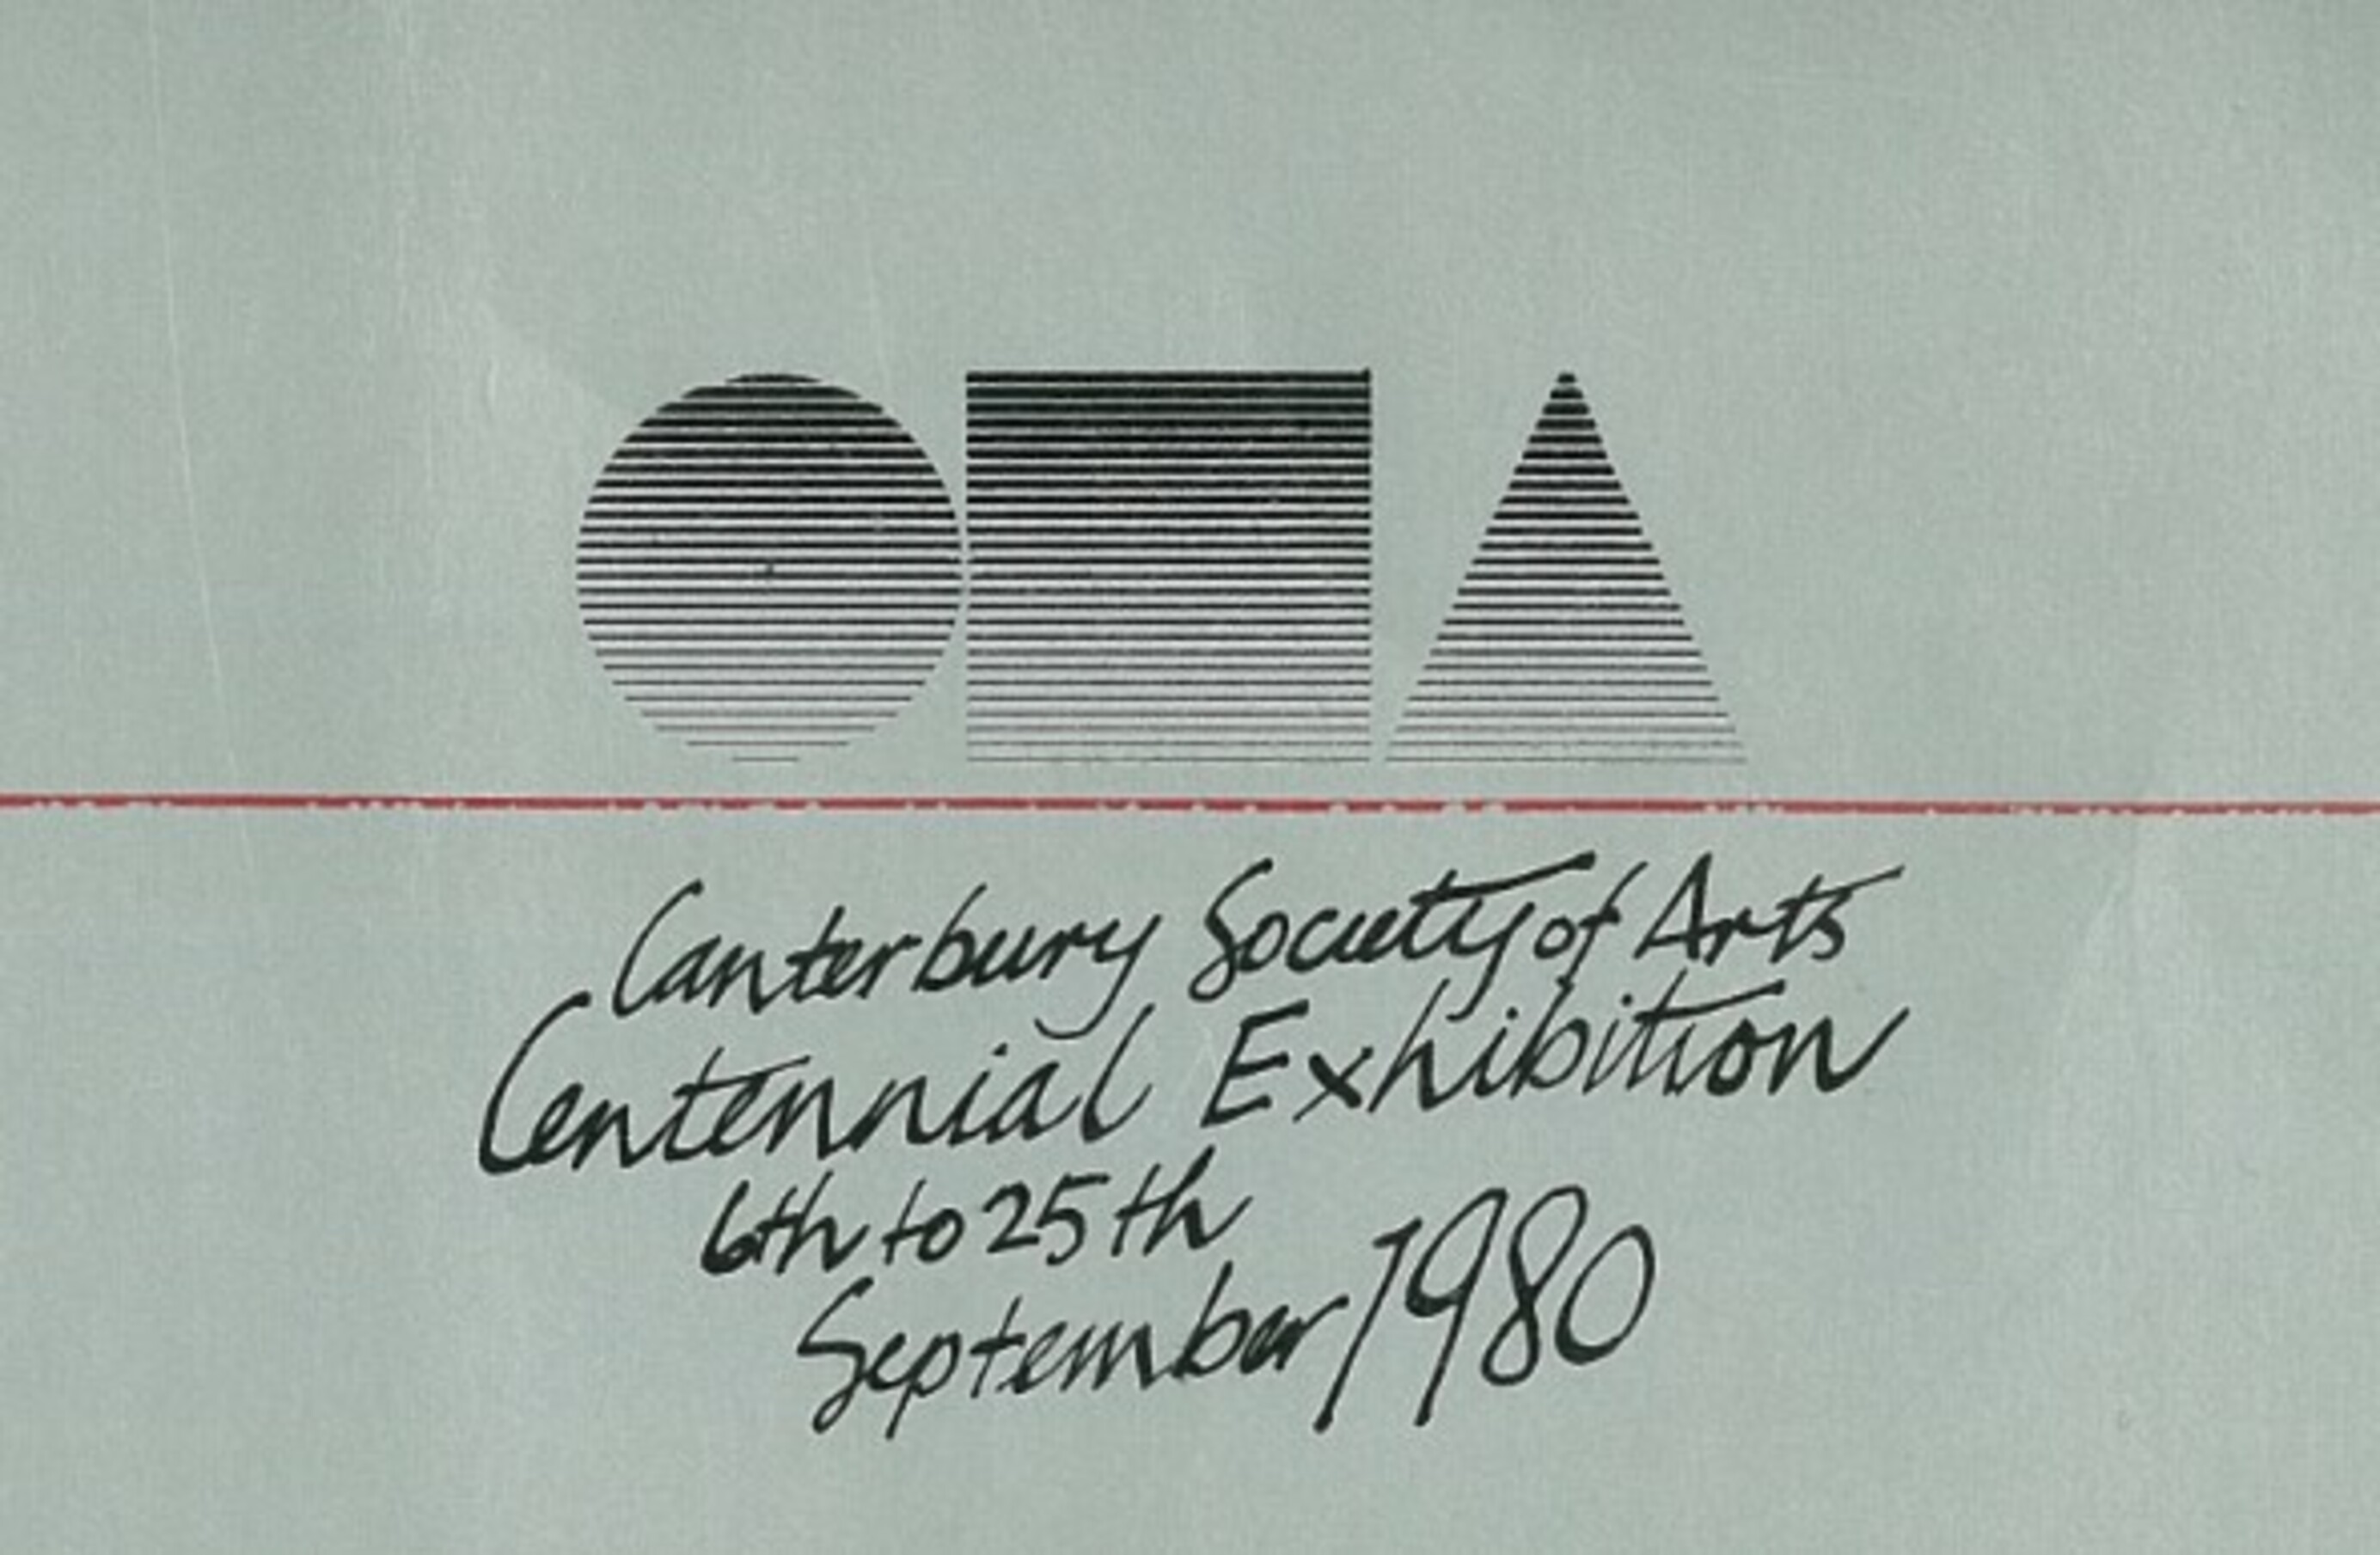 Canterbury Society of Arts
Centennial Exhibition
6th to 25th
September 1980